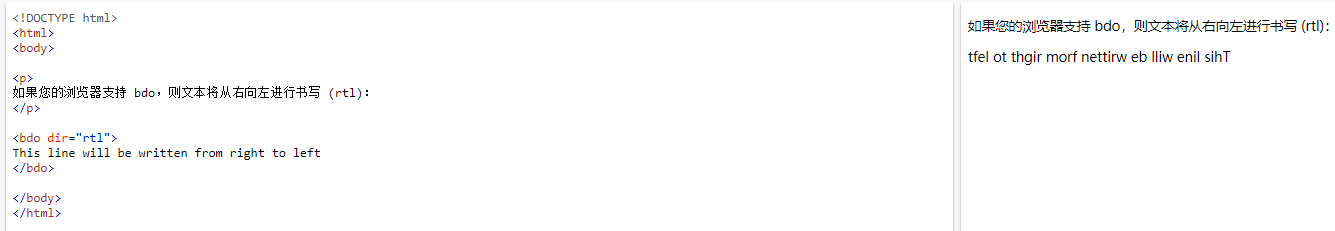 <!DOCTYPE html>
<html>
<body>
<p>
如果您的浏览器支持 bdo，则文本将从右向左进行书写 (rtl)：
</p>
<bdo dir="rtl">
This line will be written from right to left
</bdo>
</body>
</html>
如果您的浏览器支持 bdo，则文本将从右向左进行书写 (rtl)：
tfel ot thgir morf nettirw eb lliw enil sihT